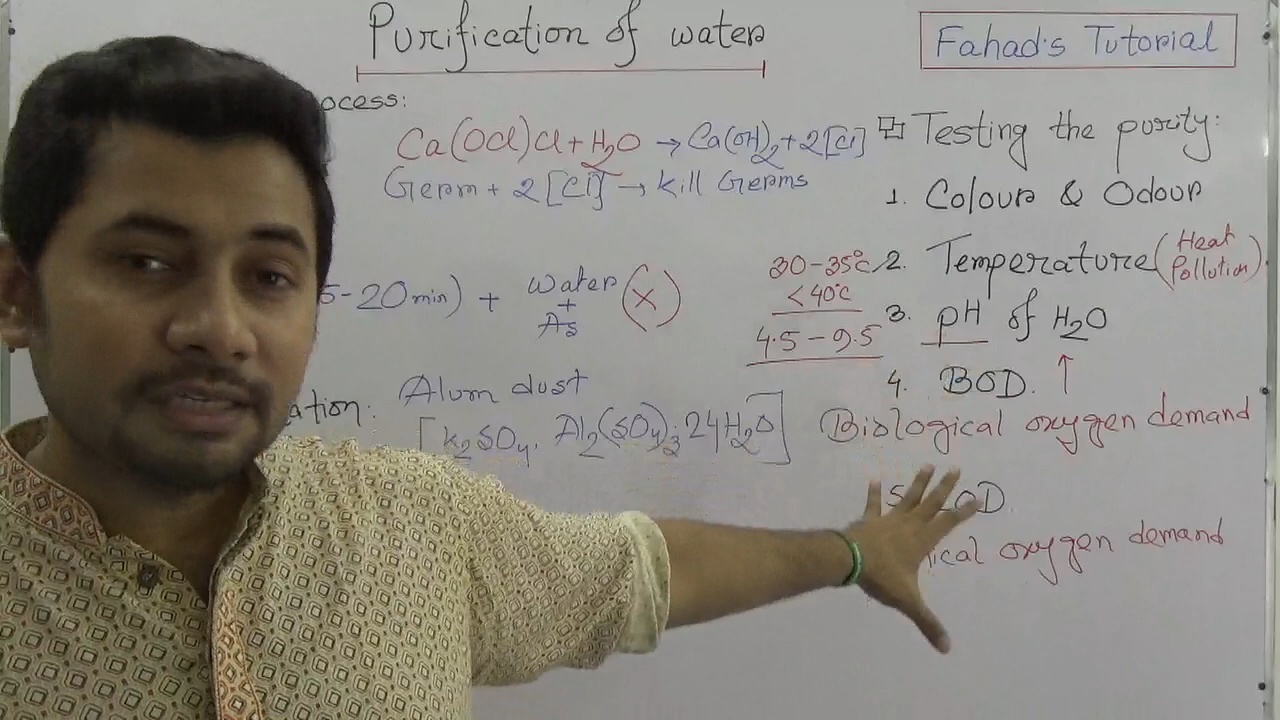 Purification of water
Fahad's Tutorial
ocess:
Ca(OCl)Cl + H₂O → Ca(OH)₂ + 2[Cl]
Germ + 2[Cl] → kill Germs
5-20 min) + water (×)
+
As
ation: Alum dust
[K₂SO₄. Al₂(SO₄)₃.24H₂O]
Testing the purity:
1. Colour & Odour
30-35°c 2. Temperature (Heat Pollution)
<40°c
3. pH of H₂O
4.5 - 9.5
4. BOD. ↑
Biological oxygen demand
5. COD
ical oxygen demand